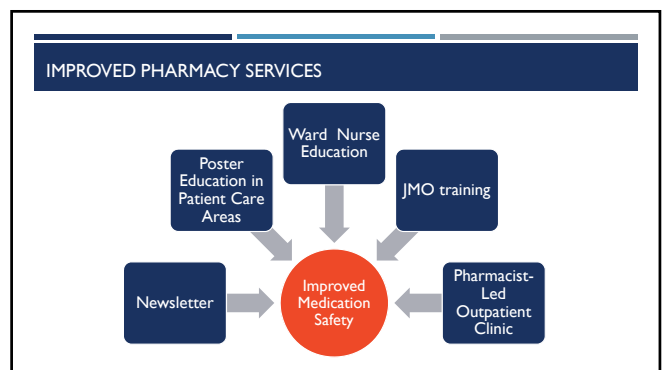 IMPROVED PHARMACY SERVICES
Ward Nurse
Education
Poster
Education in
Patient Care
Areas
JMO training
Newsletter
Improved
Medication
Safety
Pharmacist-
Led
Outpatient
Clinic